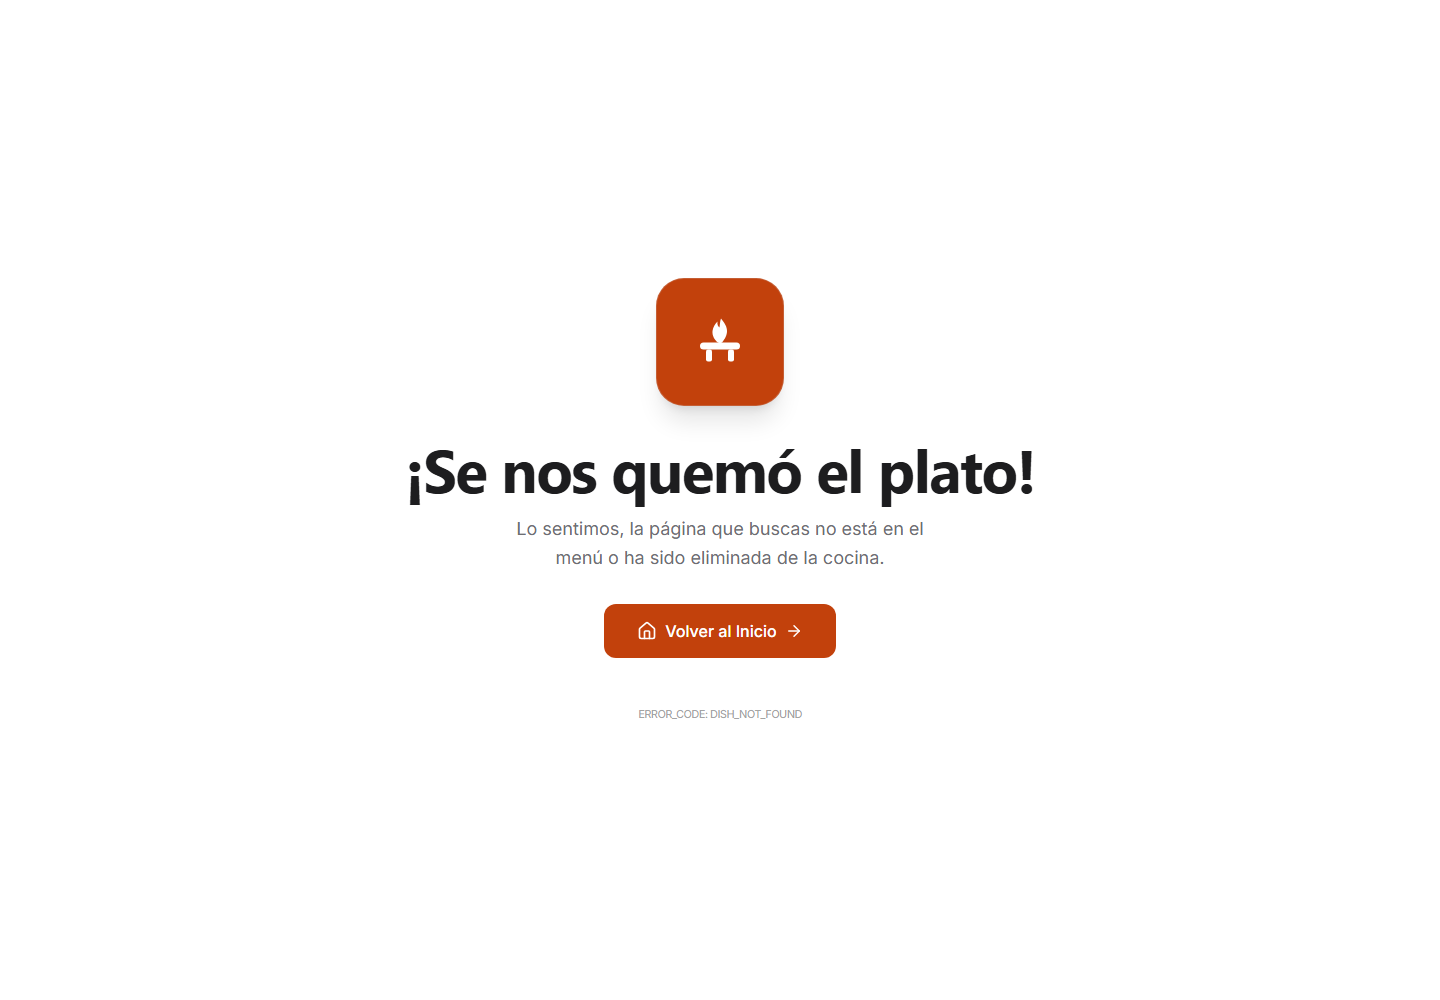 ¡Se nos quemó el plato!
Lo sentimos, la página que buscas no está en el
menú o ha sido eliminada de la cocina.
Volver al Inicio
ERROR_CODE: DISH_NOT_FOUND